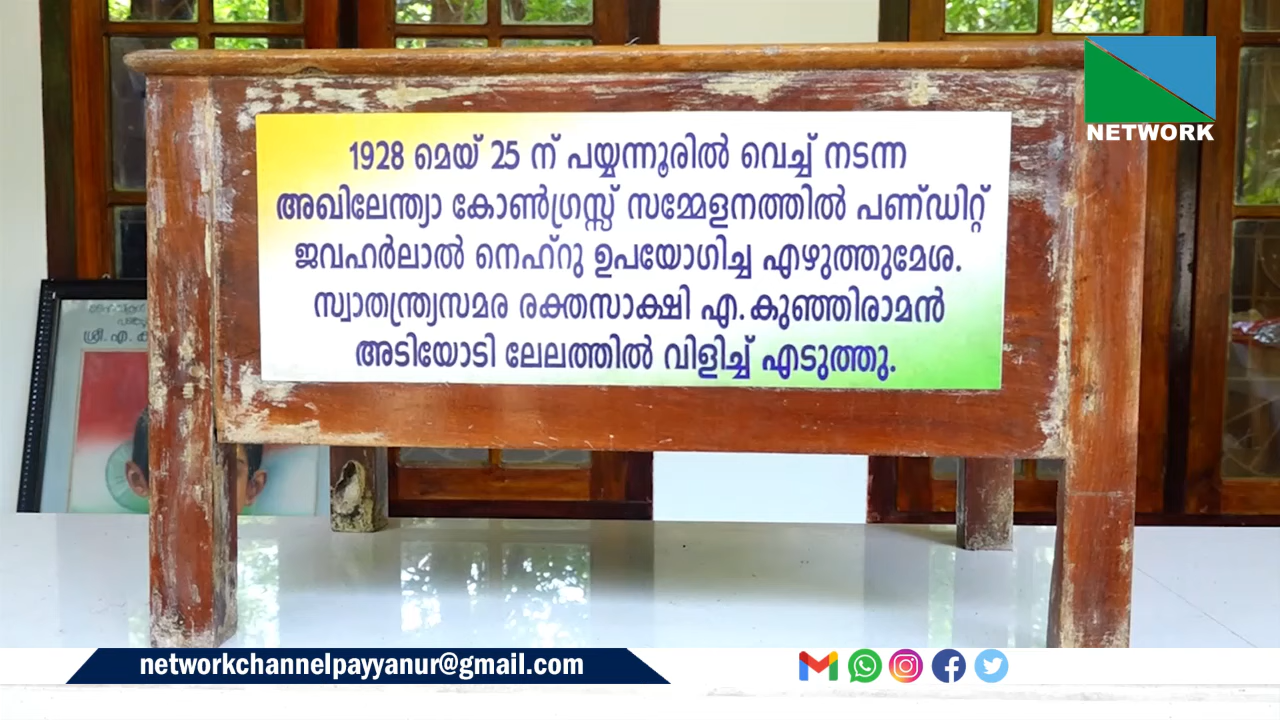 NETWORK
1928 മെയ് 25 ന് പയ്യന്നൂരിൽ വെച്ച് നടന്ന
അഖിലേന്ത്യാ കോൺഗ്രസ്സ് സമ്മേളനത്തിൽ പണ്ഡിറ്റ്
ജവഹർലാൽ നെഹ്റു ഉപയോഗിച്ച എഴുത്തുമേശ.
സ്വാതന്ത്ര്യസമര രക്തസാക്ഷി എ. കുഞ്ഞിരാമൻ
അടിയോടി ലേലത്തിൽ വിളിച്ച് എടുത്തു.
ശ്രീ. എ. ക
networkchannelpayyanur@gmail.com